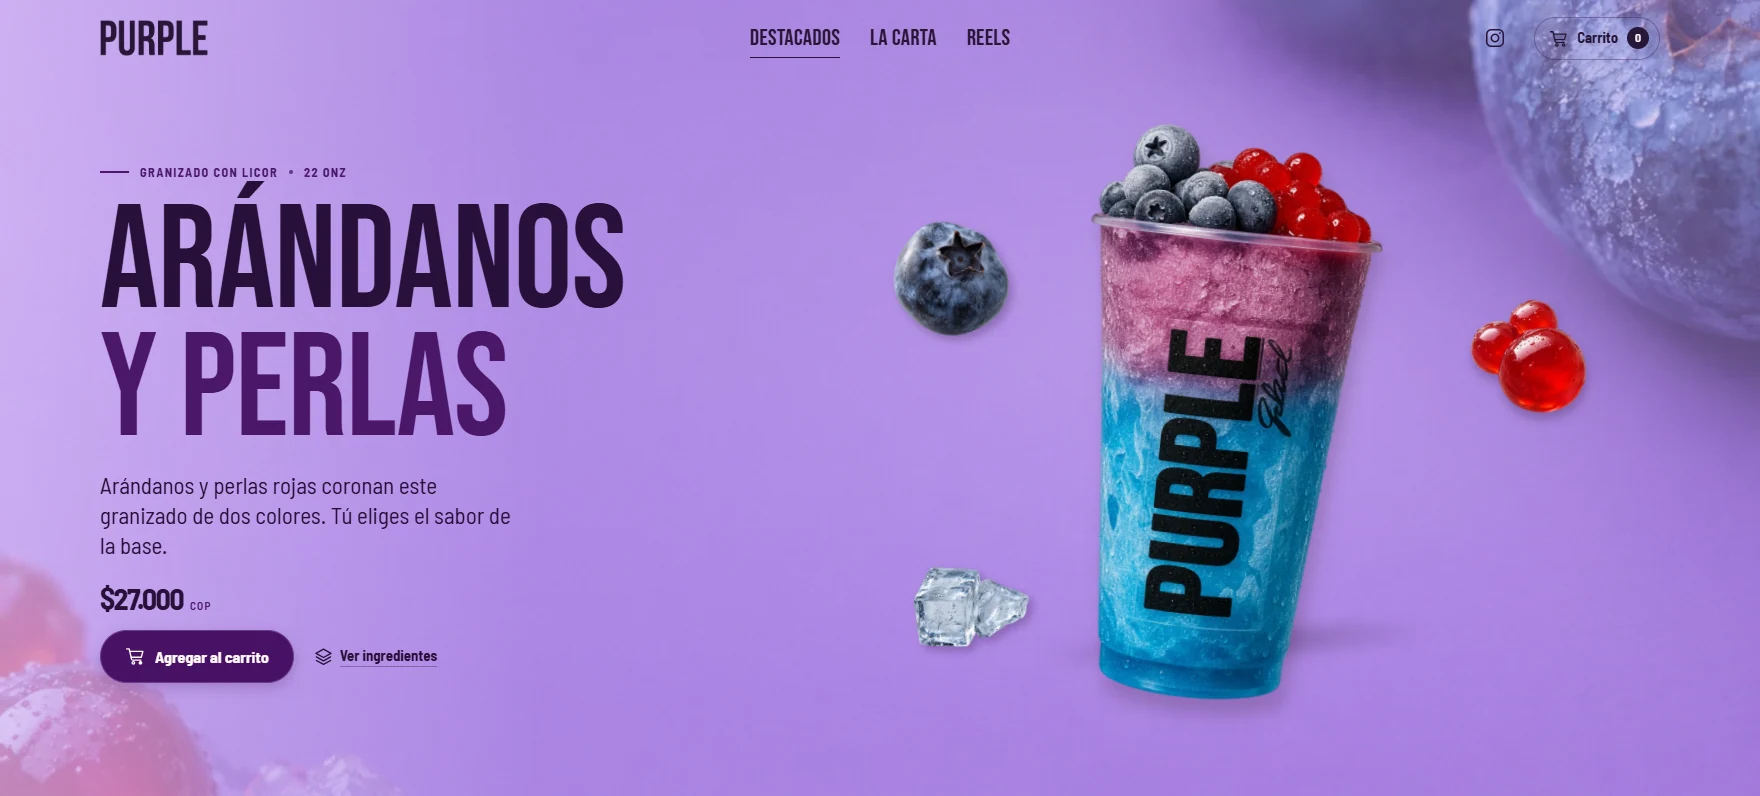 PURPLE
DESTACADOS
LA CARTA
REELS
Carrito 0
GRANIZADO CON LICOR • 22 ONZ
ARÁNDANOS
Y PERLAS
Arándanos y perlas rojas coronan este
granizado de dos colores. Tú eliges el sabor de
la base.
$27.000 COP
Agregar al carrito
Ver ingredientes
PURPLE